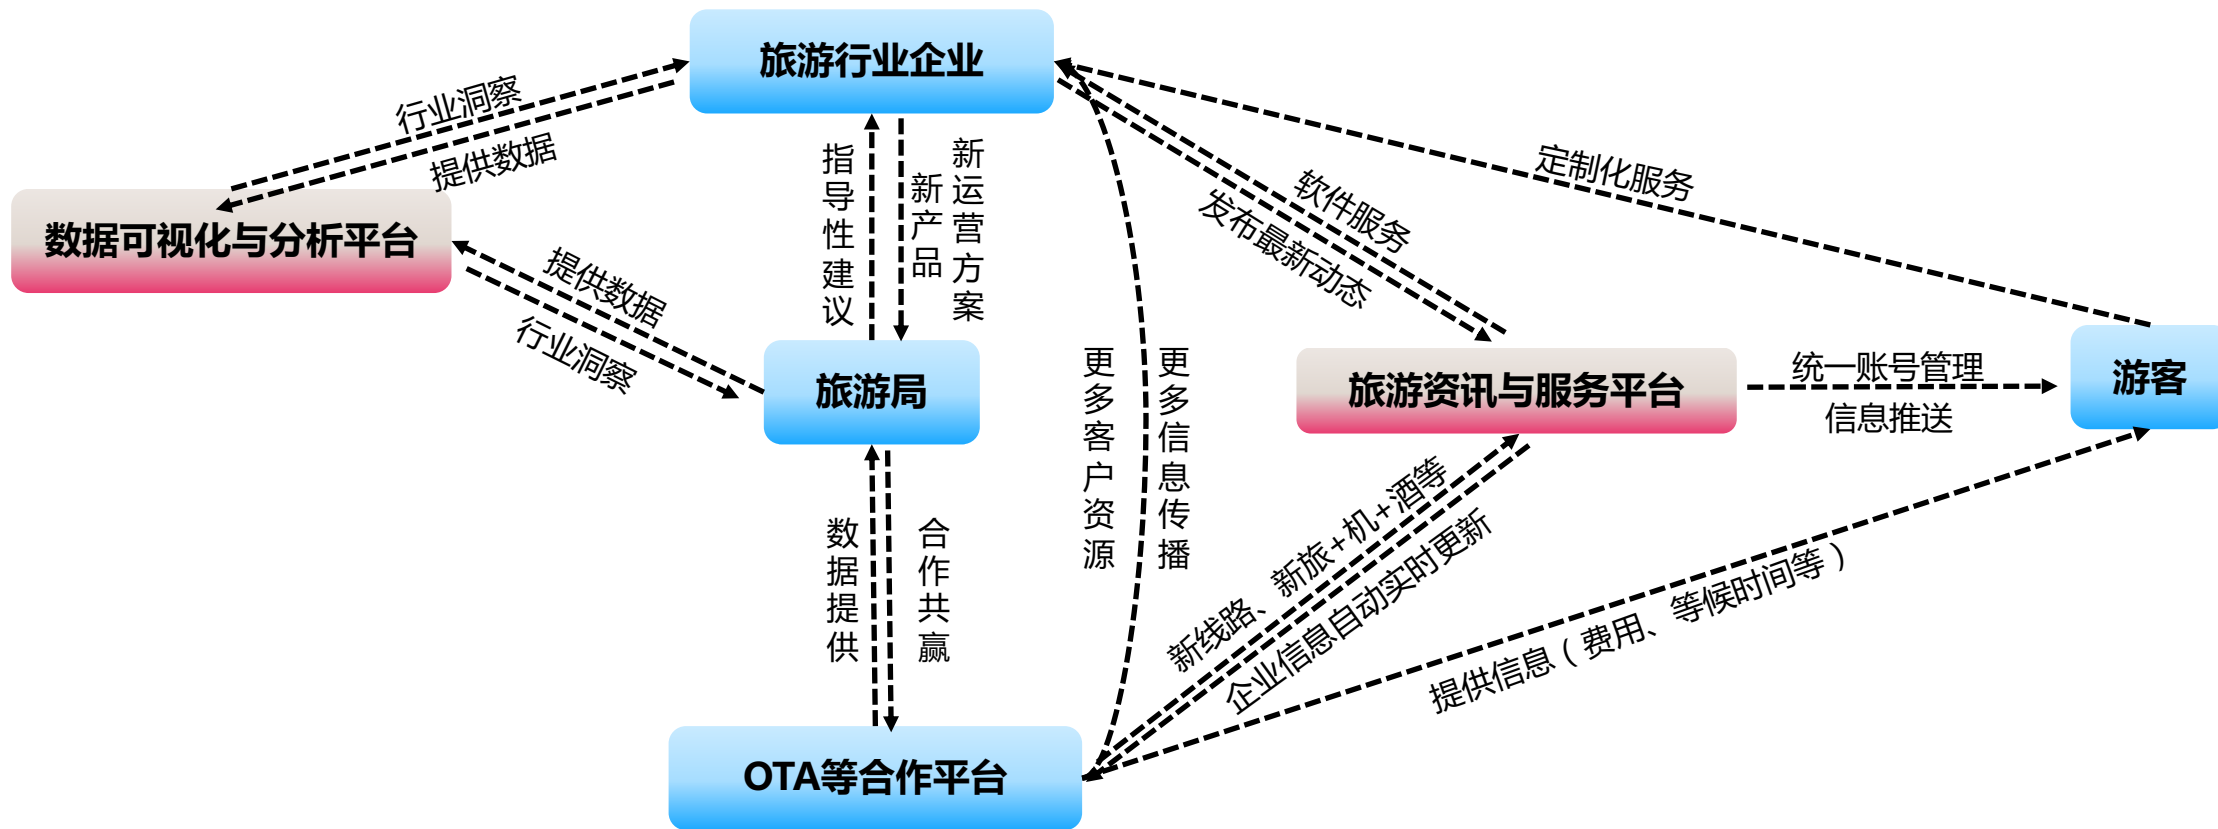 旅游行业企业
行业洞察
提供数据
数据可视化与分析平台
指导性建议
新产品
新运营方案
软件服务
发布最新动态
定制化服务
提供数据
行业洞察
旅游局
更多客户资源
更多信息传播
旅游资讯与服务平台
统一账号管理
信息推送
游客
数据提供
合作共赢
新线路、新旅+机+酒等
企业信息自动实时更新
提供信息（费用、等候时间等）
OTA等合作平台